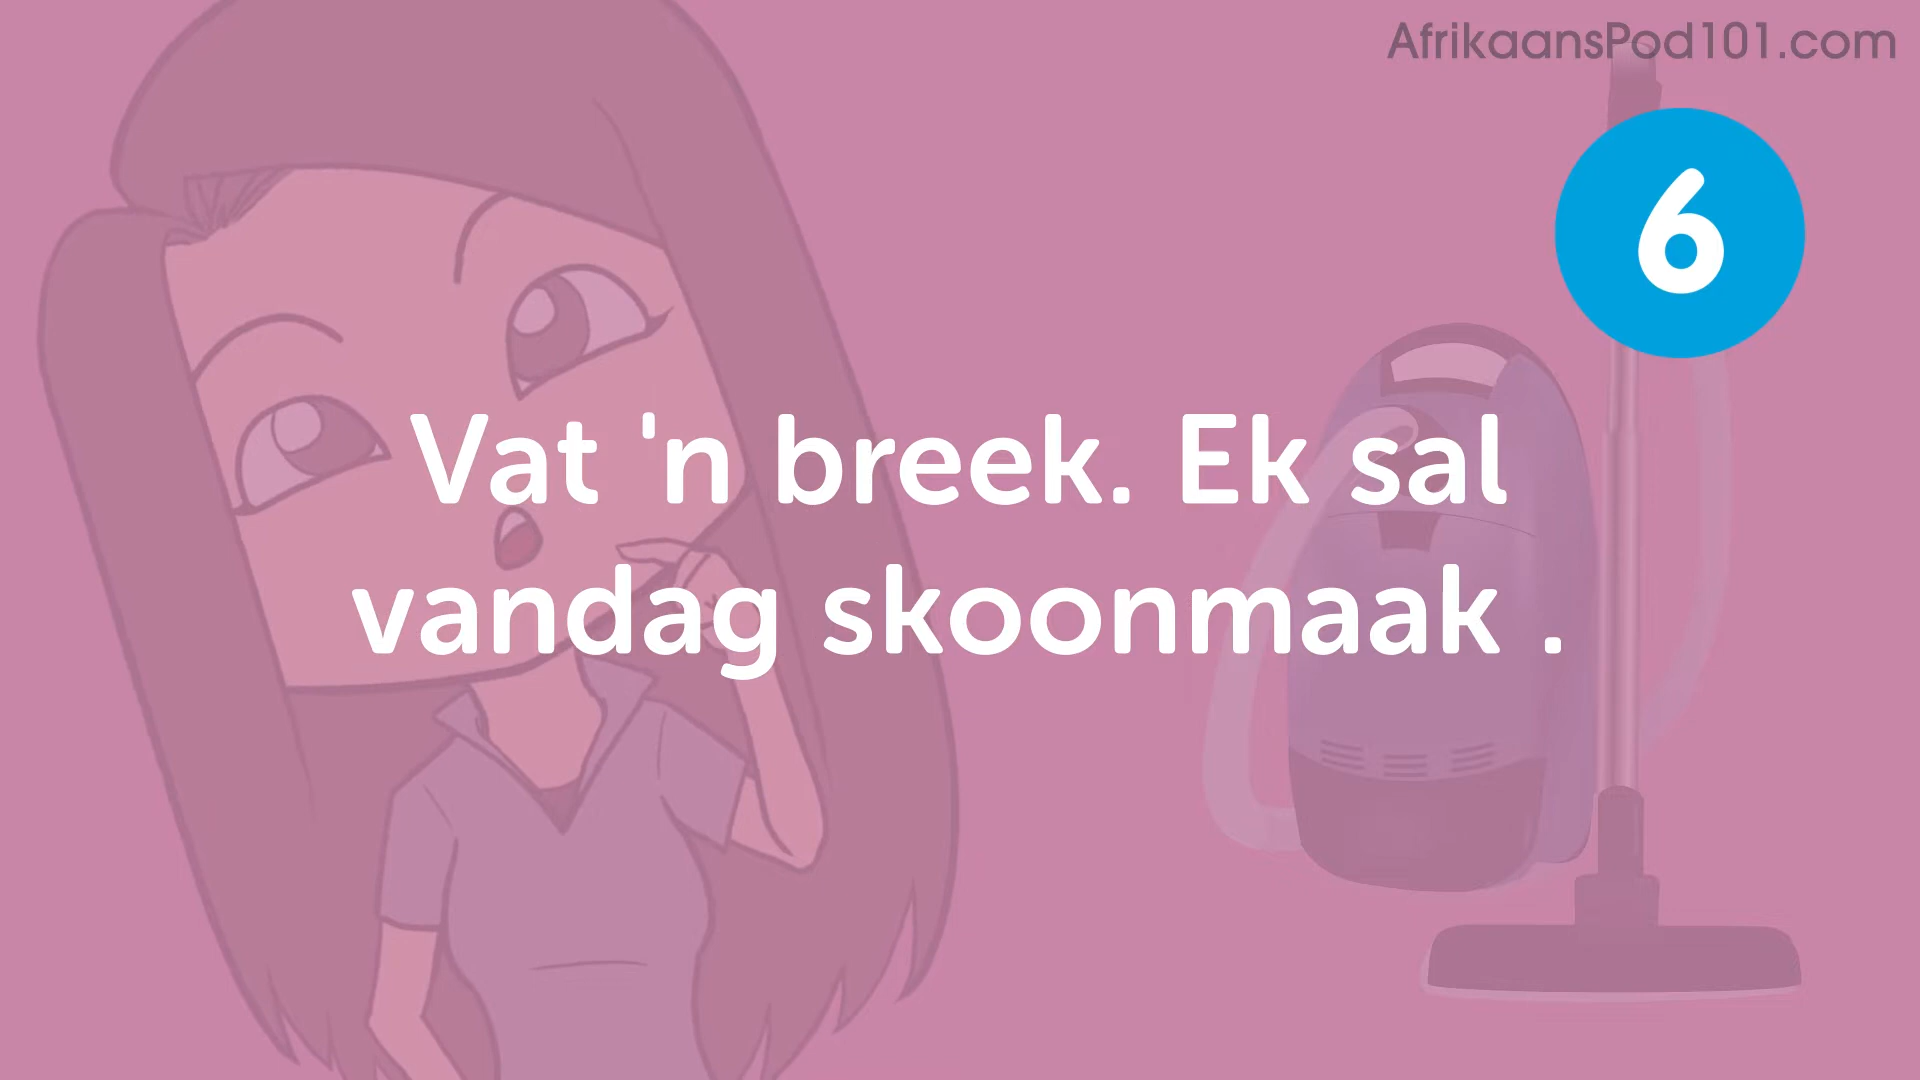 AfrikaansPod101.com
6
Vat 'n breek. Ek sal
vandag skoonmaak .